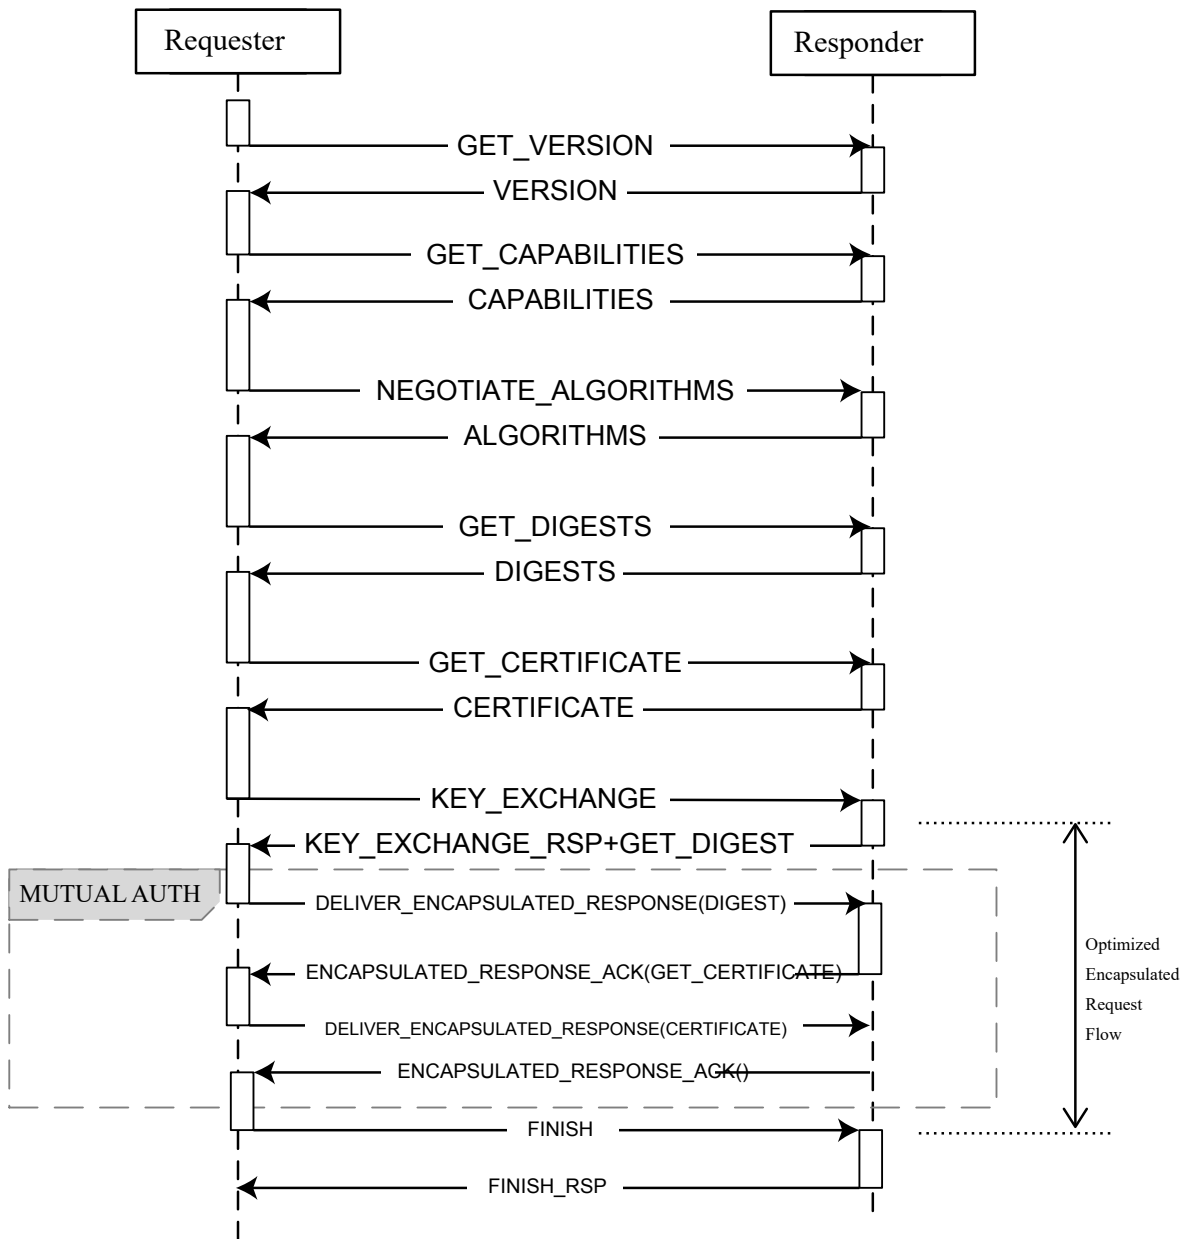 Requester
Responder
GET_VERSION
VERSION
GET_CAPABILITIES
CAPABILITIES
NEGOTIATE_ALGORITHMS
ALGORITHMS
GET_DIGESTS
DIGESTS
GET_CERTIFICATE
CERTIFICATE
KEY_EXCHANGE
KEY_EXCHANGE_RSP+GET_DIGEST
MUTUAL AUTH
DELIVER_ENCAPSULATED_RESPONSE(DIGEST)
ENCAPSULATED_RESPONSE_ACK(GET_CERTIFICATE)
DELIVER_ENCAPSULATED_RESPONSE(CERTIFICATE)
ENCAPSULATED_RESPONSE_ACK()
Optimized
Encapsulated
Request
Flow
FINISH
FINISH_RSP